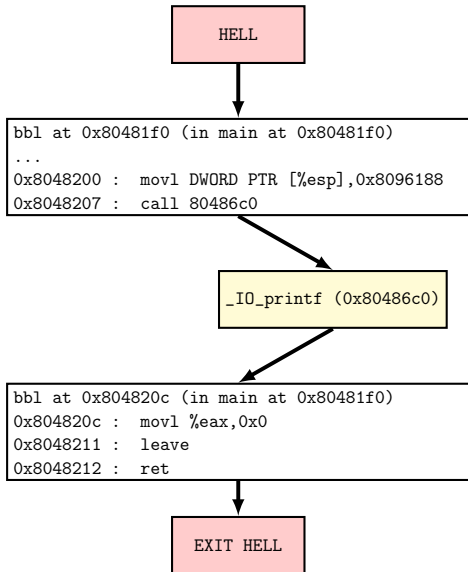 HELL
bbl at 0x80481f0 (in main at 0x80481f0)
...
0x8048200 : movl DWORD PTR [%esp],0x8096188
0x8048207 : call 80486c0
_IO_printf (0x80486c0)
bbl at 0x804820c (in main at 0x80481f0)
0x804820c : movl %eax,0x0
0x8048211 : leave
0x8048212 : ret
EXIT HELL